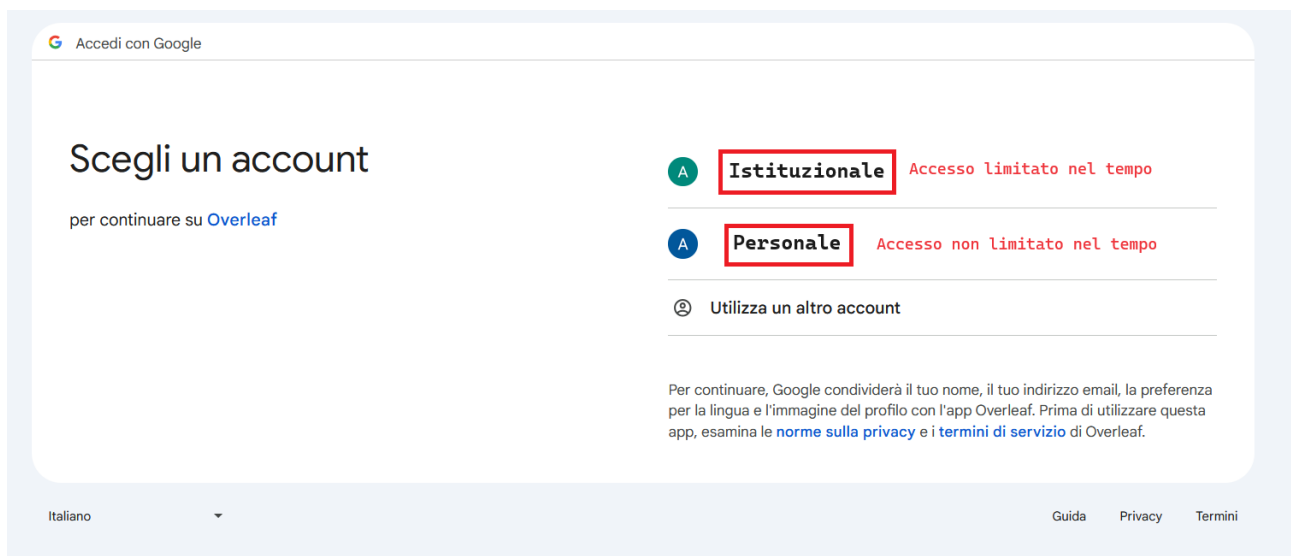 Accedi con Google
Scegli un account
per continuare su Overleaf
A Istituzionale Accesso limitato nel tempo
A Personale Accesso non limitato nel tempo
Utilizza un altro account
Per continuare, Google condividerà il tuo nome, il tuo indirizzo email, la preferenza
per la lingua e l'immagine del profilo con l'app Overleaf. Prima di utilizzare questa
app, esamina le norme sulla privacy e i termini di servizio di Overleaf.
Italiano Guida Privacy Termini